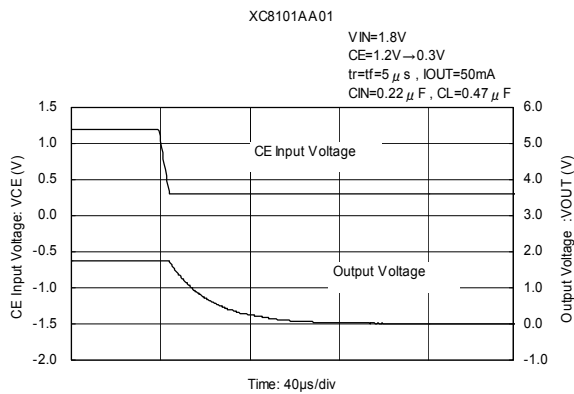 XC8101AA01
VIN=1.8V
CE=1.2V→0.3V
tr=tf=5 μ s , IOUT=50mA
CIN=0.22 μ F , CL=0.47 μ F
1.5
1.0
0.5
0.0
-0.5
-1.0
-1.5
-2.0
CE Input Voltage: VCE (V)
CE Input Voltage
Output Voltage
6.0
5.0
4.0
3.0
2.0
1.0
0.0
-1.0
Output Voltage :VOUT (V)
Time: 40μs/div